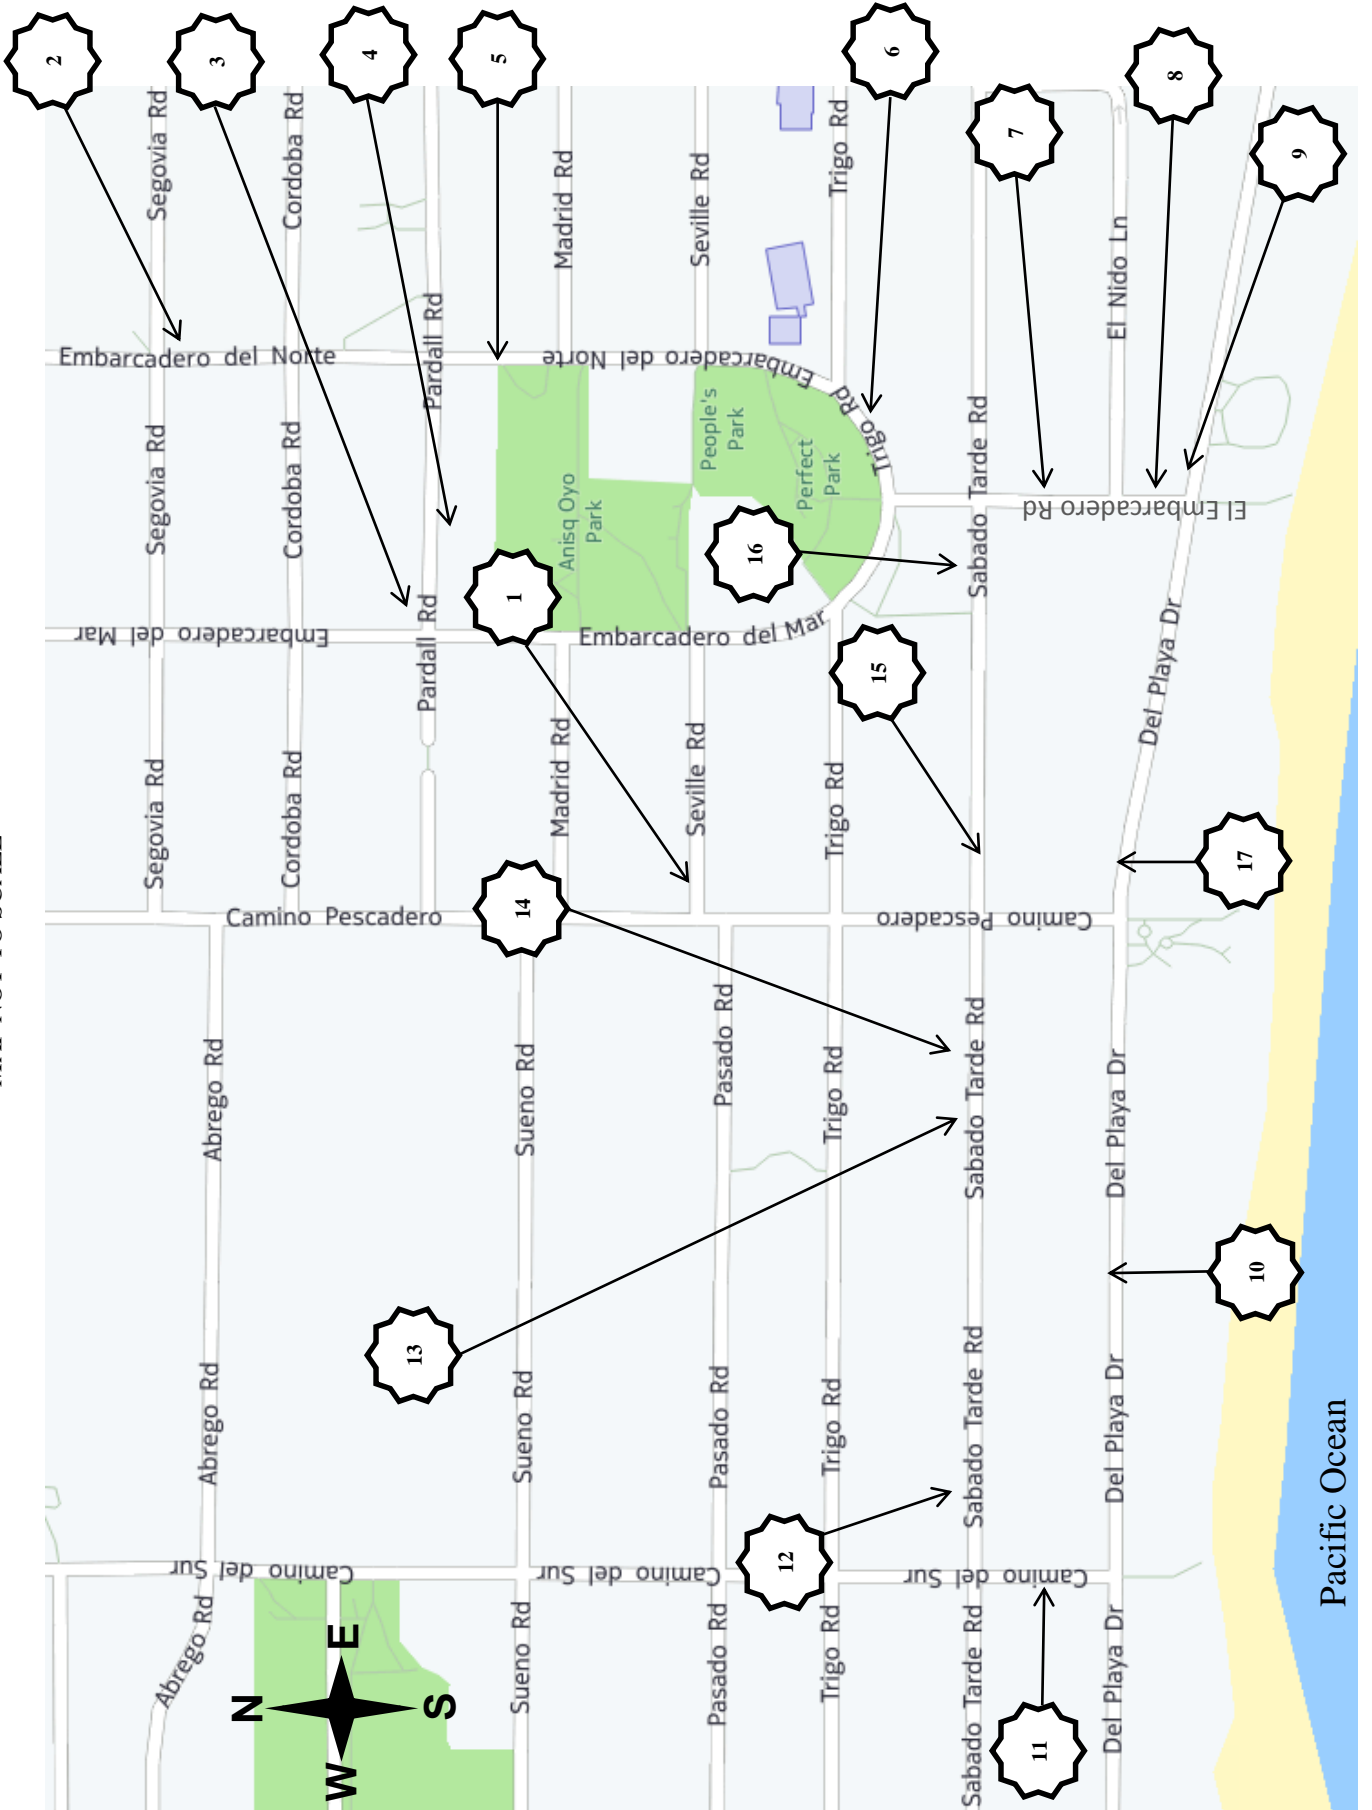 MAP NOT TO SCALE
2
3
4
5
6
7
8
9
Segovia Rd
Cordoba Rd
Pardall Rd
Madrid Rd
Seville Rd
Trigo Rd
El Nido Ln
Embarcadero del Norte
Embarcadero del Norte
Segovia Rd
Cordoba Rd
Pardall Rd
Anisq Oyo
Park
People's
Park
Perfect
Park
Trigo Rd
Sabado Tarde Rd
El Embarcadero Rd
16
1
Embarcadero del Mar
Embarcadero del Mar
15
Del Playa Dr
Segovia Rd
Cordoba Rd
Madrid Rd
Seville Rd
Trigo Rd
17
14
Camino Pescadero
Camino Pescadero
Abrego Rd
Sueno Rd
Pasado Rd
Trigo Rd
Sabado Tarde Rd
Del Playa Dr
10
13
Abrego Rd
Sueno Rd
Pasado Rd
Trigo Rd
Sabado Tarde Rd
Del Playa Dr
Pacific Ocean
12
Camino del Sur
Camino del Sur
Camino del Sur
11
Abrego Rd
Sueno Rd
Pasado Rd
Trigo Rd
Sabado Tarde Rd
Del Playa Dr
N
E
S
W